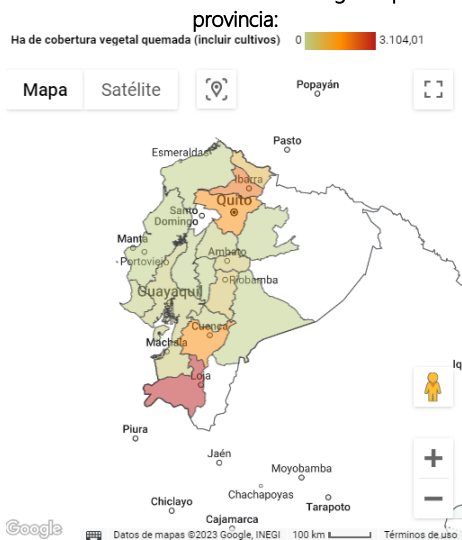 provincia:
Ha de cobertura vegetal quemada (incluir cultivos) 0 3.104,01
Mapa Satélite
Popayán
Pasto
Esmeraldas
Ibarra
Quito
Santo
Domingo
Manta
Portoviejo
Ambato
Riobamba
Guayaquil
Cuenca
Machala
Loja
Iq
Piura
Jaén
Moyobamba
Chachapoyas
Chiclayo
Tarapoto
Cajamarca
Google
Datos de mapas ©2023 Google, INEGI 100 km Términos de uso